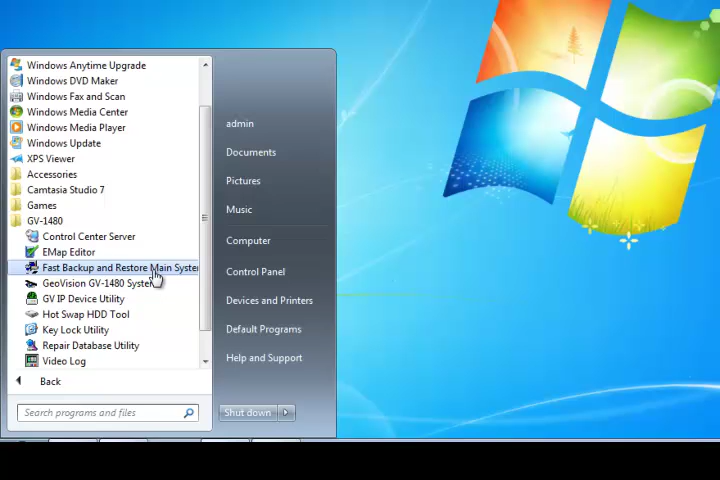 Windows Anytime Upgrade
Windows DVD Maker
Windows Fax and Scan
Windows Media Center
Windows Media Player
Windows Update
XPS Viewer
Accessories
Camtasia Studio 7
Games
GV-1480
Control Center Server
EMap Editor
Fast Backup and Restore Main Syste
GeoVision GV-1480 System
GV IP Device Utility
Hot Swap HDD Tool
Key Lock Utility
Repair Database Utility
Video Log
Back
Search programs and files
admin
Documents
Pictures
Music
Computer
Control Panel
Devices and Printers
Default Programs
Help and Support
Shut down